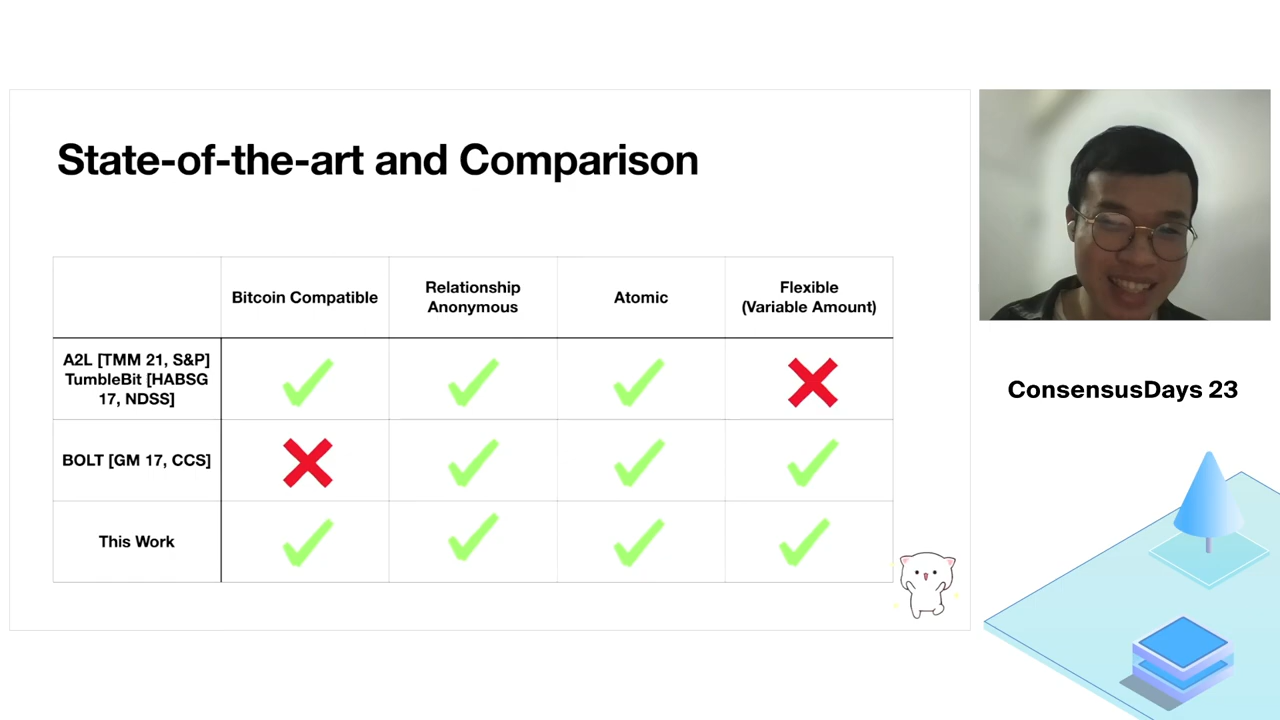 State-of-the-art and Comparison
Bitcoin Compatible
Relationship
Anonymous
Atomic
Flexible
(Variable Amount)
A2L [TMM 21, S&P]
TumbleBit [HABSG
17, NDSS]
BOLT [GM 17, CCS]
This Work
ConsensusDays 23